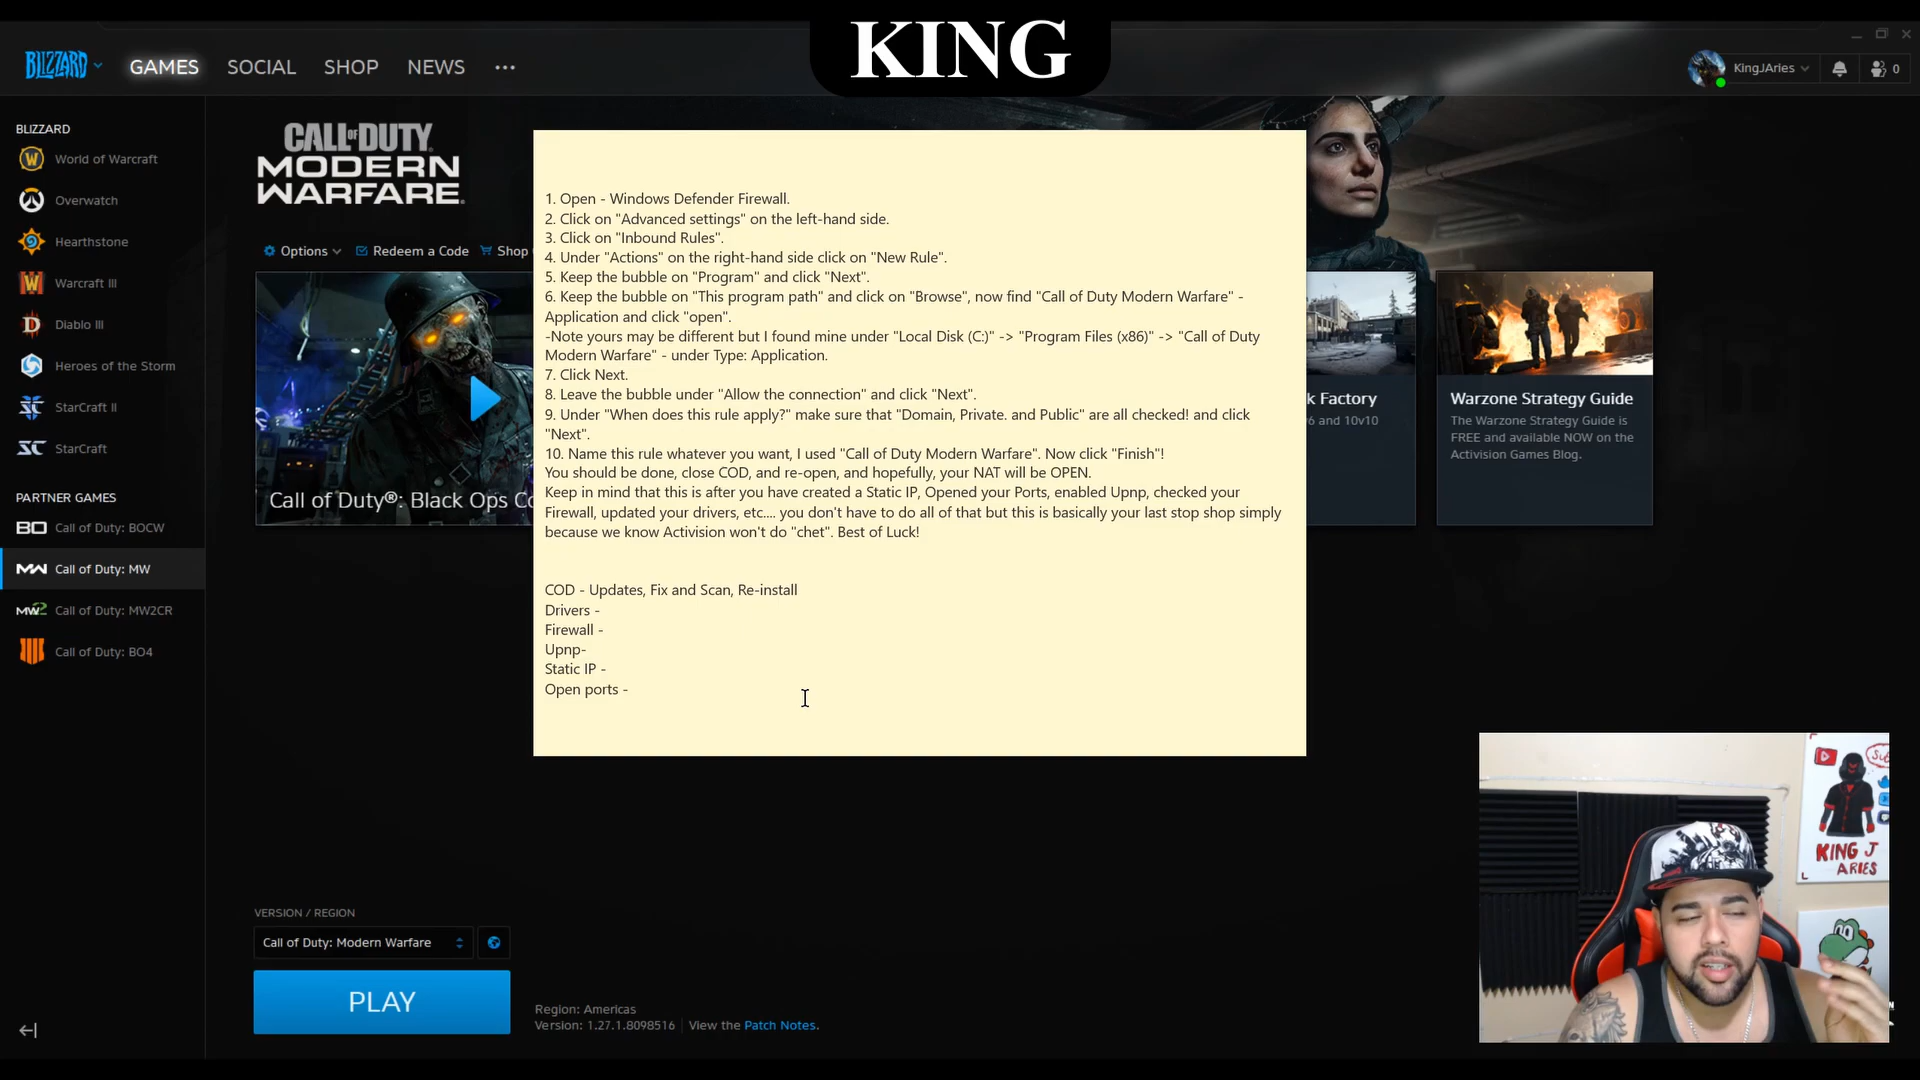 KING
BLIZZARD
GAMES
SOCIAL
SHOP
NEWS
KingJAries
0
BLIZZARD
World of Warcraft
Overwatch
Hearthstone
Warcraft III
Diablo III
Heroes of the Storm
StarCraft II
StarCraft
PARTNER GAMES
BO Call of Duty: BOCW
MW Call of Duty: MW
MW2 Call of Duty: MW2CR
Call of Duty: BO4
CALL OF DUTY
MODERN
WARFARE.
Options
Redeem a Code
Shop
Call of Duty®: Black Ops Co
1. Open - Windows Defender Firewall.
2. Click on "Advanced settings" on the left-hand side.
3. Click on "Inbound Rules".
4. Under "Actions" on the right-hand side click on "New Rule".
5. Keep the bubble on "Program" and click "Next".
6. Keep the bubble on "This program path" and click on "Browse", now find "Call of Duty Modern Warfare" -
Application and click "open".
-Note yours may be different but I found mine under "Local Disk (C:)" -> "Program Files (x86)" -> "Call of Duty
Modern Warfare" - under Type: Application.
7. Click Next.
8. Leave the bubble under "Allow the connection" and click "Next".
9. Under "When does this rule apply?" make sure that "Domain, Private. and Public" are all checked! and click
"Next".
10. Name this rule whatever you want, I used "Call of Duty Modern Warfare". Now click "Finish"!
You should be done, close COD, and re-open, and hopefully, your NAT will be OPEN.
Keep in mind that this is after you have created a Static IP, Opened your Ports, enabled Upnp, checked your
Firewall, updated your drivers, etc.... you don't have to do all of that but this is basically your last stop shop simply
because we know Activision won't do "chet". Best of Luck!
COD - Updates, Fix and Scan, Re-install
Drivers -
Firewall -
Upnp-
Static IP -
Open ports -
k Factory
v6 and 10v10
Warzone Strategy Guide
The Warzone Strategy Guide is
FREE and available NOW on the
Activision Games Blog.
VERSION / REGION
Call of Duty: Modern Warfare
PLAY
Region: Americas
Version: 1.27.1.8098516
View the Patch Notes.
KING J
ARIES